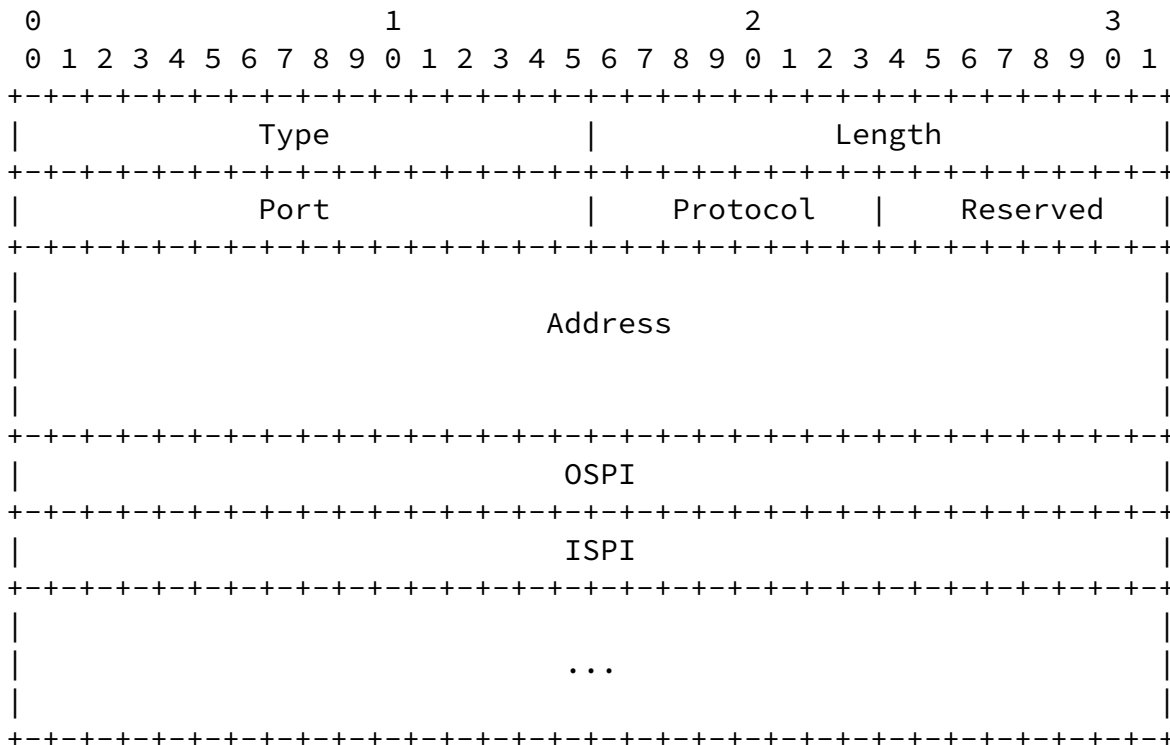 0                   1                   2                   3
 0 1 2 3 4 5 6 7 8 9 0 1 2 3 4 5 6 7 8 9 0 1 2 3 4 5 6 7 8 9 0 1
+-+-+-+-+-+-+-+-+-+-+-+-+-+-+-+-+-+-+-+-+-+-+-+-+-+-+-+-+-+-+-+-+
|             Type              |             Length            |
+-+-+-+-+-+-+-+-+-+-+-+-+-+-+-+-+-+-+-+-+-+-+-+-+-+-+-+-+-+-+-+-+
|             Port              |    Protocol   |    Reserved   |
+-+-+-+-+-+-+-+-+-+-+-+-+-+-+-+-+-+-+-+-+-+-+-+-+-+-+-+-+-+-+-+-+
|                                                               |
|                             Address                           |
|                                                               |
|                                                               |
+-+-+-+-+-+-+-+-+-+-+-+-+-+-+-+-+-+-+-+-+-+-+-+-+-+-+-+-+-+-+-+-+
|                              OSPI                             |
+-+-+-+-+-+-+-+-+-+-+-+-+-+-+-+-+-+-+-+-+-+-+-+-+-+-+-+-+-+-+-+-+
|                              ISPI                             |
+-+-+-+-+-+-+-+-+-+-+-+-+-+-+-+-+-+-+-+-+-+-+-+-+-+-+-+-+-+-+-+-+
|                                                               |
|                              ...                              |
|                                                               |
+-+-+-+-+-+-+-+-+-+-+-+-+-+-+-+-+-+-+-+-+-+-+-+-+-+-+-+-+-+-+-+-+